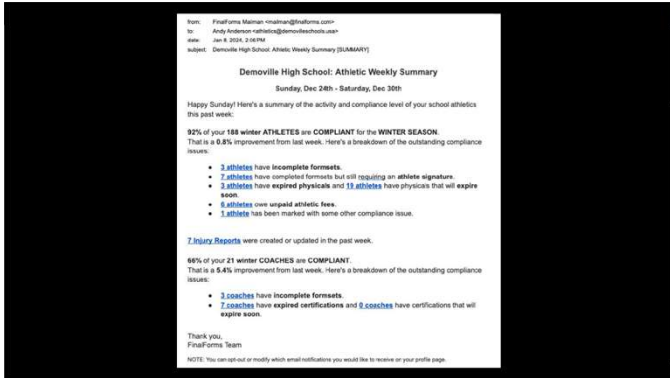 from: FinalForms Mailman <mailman@finalforms.com>
to: Andy Anderson <athletics@demovilleschools.usa>
date: Jan 8, 2024, 2:06 PM
subject: Demoville High School: Athletic Weekly Summary [SUMMARY]
Demoville High School: Athletic Weekly Summary
Sunday, Dec 24th - Saturday, Dec 30th
Happy Sunday! Here's a summary of the activity and compliance level of your school athletics
this past week:
92% of your 188 winter ATHLETES are COMPLIANT for the WINTER SEASON.
That is a 0.8% improvement from last week. Here's a breakdown of the outstanding compliance
issues:
• 3 athletes have incomplete formsets.
• 7 athletes have completed formsets but still requiring an athlete signature.
• 3 athletes have expired physicals and 19 athletes have physicals that will expire
soon.
• 6 athletes owe unpaid athletic fees.
• 1 athlete has been marked with some other compliance issue.
7 Injury Reports were created or updated in the past week.
66% of your 21 winter COACHES are COMPLIANT.
That is a 5.4% improvement from last week. Here's a breakdown of the outstanding compliance
issues:
• 3 coaches have incomplete formsets.
• 7 coaches have expired certifications and 0 coaches have certifications that will
expire soon.
Thank you,
FinalForms Team
NOTE: You can opt-out or modify which email notifications you would like to receive on your profile page.